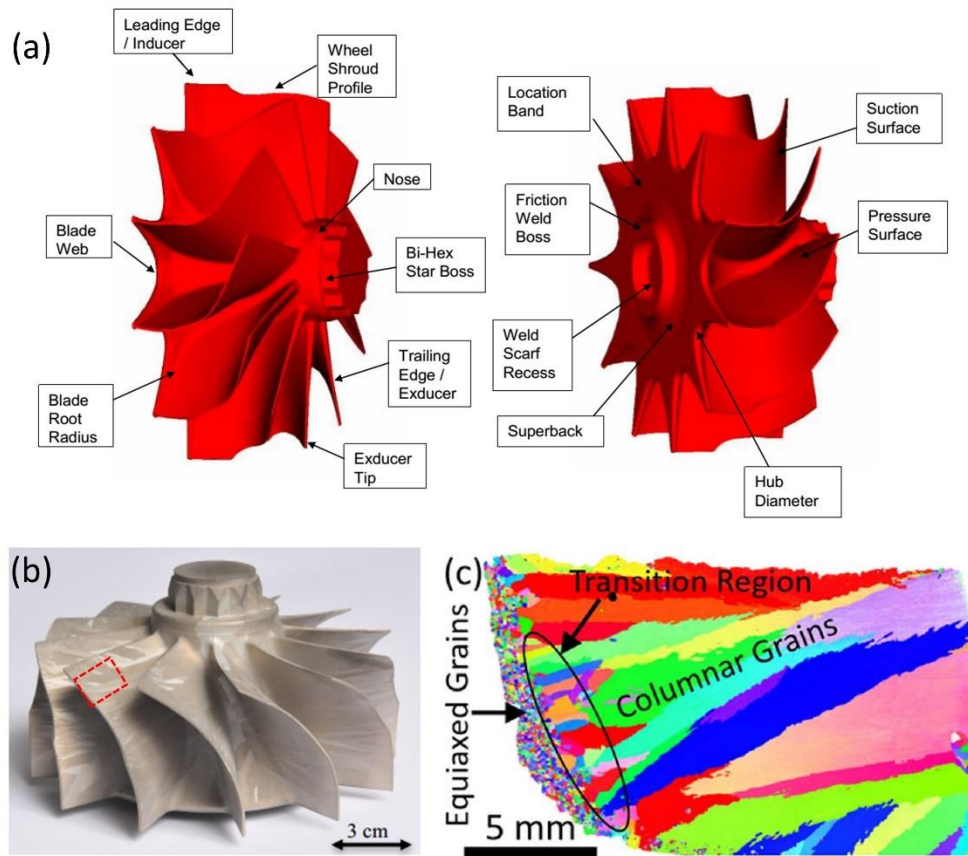 (a)
Leading Edge
/ Inducer
Wheel
Shroud
Profile
Nose
Blade
Web
Bi-Hex
Star Boss
Trailing
Edge /
Exducer
Blade
Root
Radius
Exducer
Tip
Location
Band
Suction
Surface
Friction
Weld
Boss
Pressure
Surface
Weld
Scarf
Recess
Superback
Hub
Diameter
(b)
3 cm
(c)
Transition Region
Equiaxed Grains
Columnar Grains
5 mm